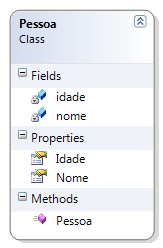 Pessoa
Class
Fields
idade
nome
Properties
Idade
Nome
Methods
Pessoa